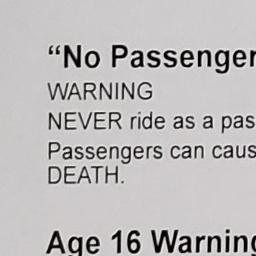 “No Passenger
WARNING
NEVER ride as a pas
Passengers can caus
DEATH.
Age 16 Warning